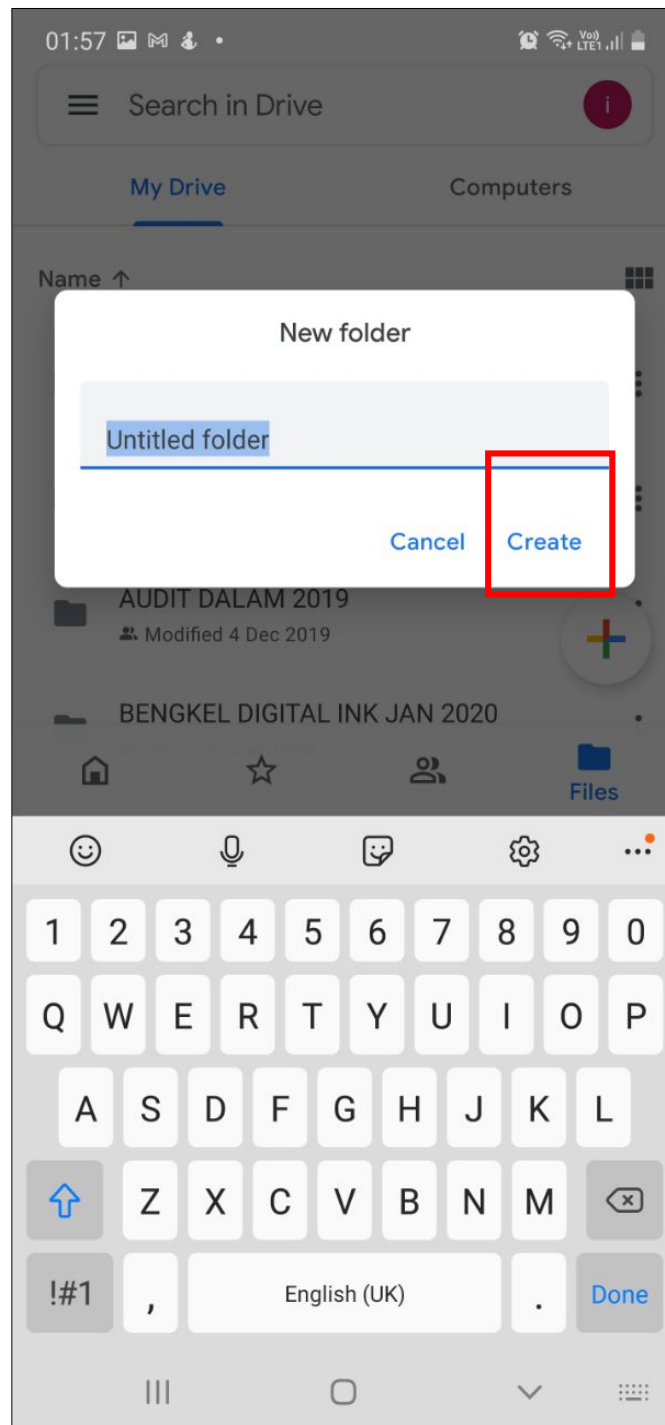 01:57
Vo)) LTE1
Search in Drive
i
My Drive Computers
Name ↑
New folder
Untitled folder
Cancel Create
AUDIT DALAM 2019
Modified 4 Dec 2019
BENGKEL DIGITAL INK JAN 2020
Files
1 2 3 4 5 6 7 8 9 0
Q W E R T Y U I O P
A S D F G H J K L
Z X C V B N M
!#1 , English (UK) . Done